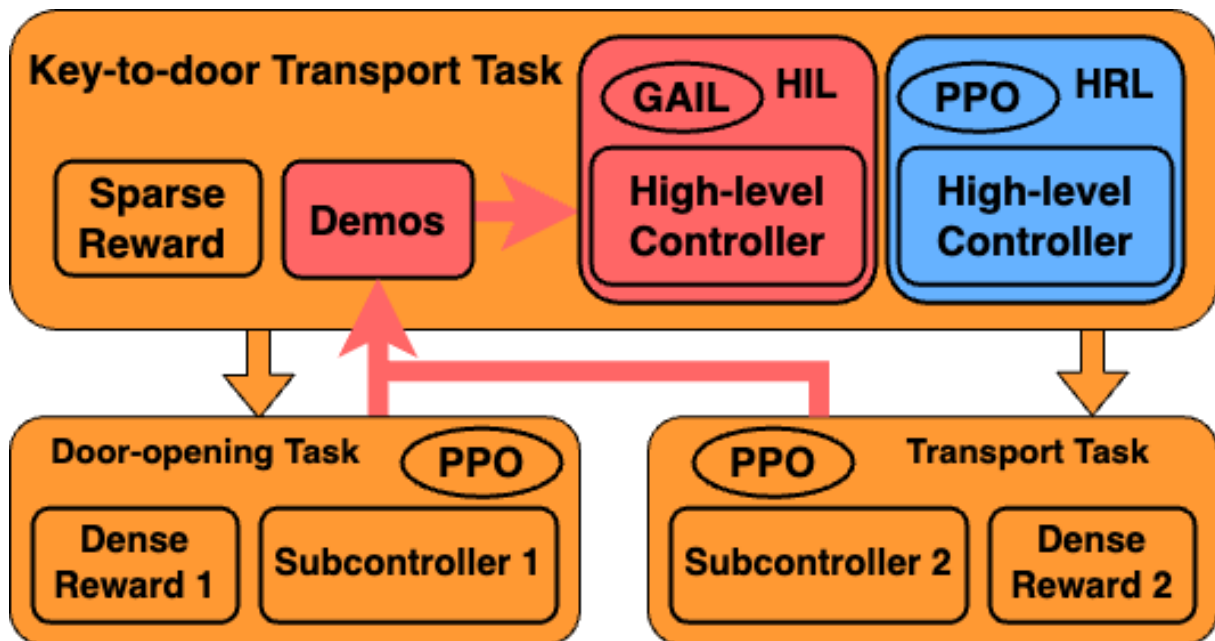 Key-to-door Transport Task
GAIL
HIL
PPO
HRL
Sparse
Reward
Demos
High-level
Controller
High-level
Controller
Door-opening Task
PPO
Dense
Reward 1
Subcontroller 1
PPO
Transport Task
Subcontroller 2
Dense
Reward 2